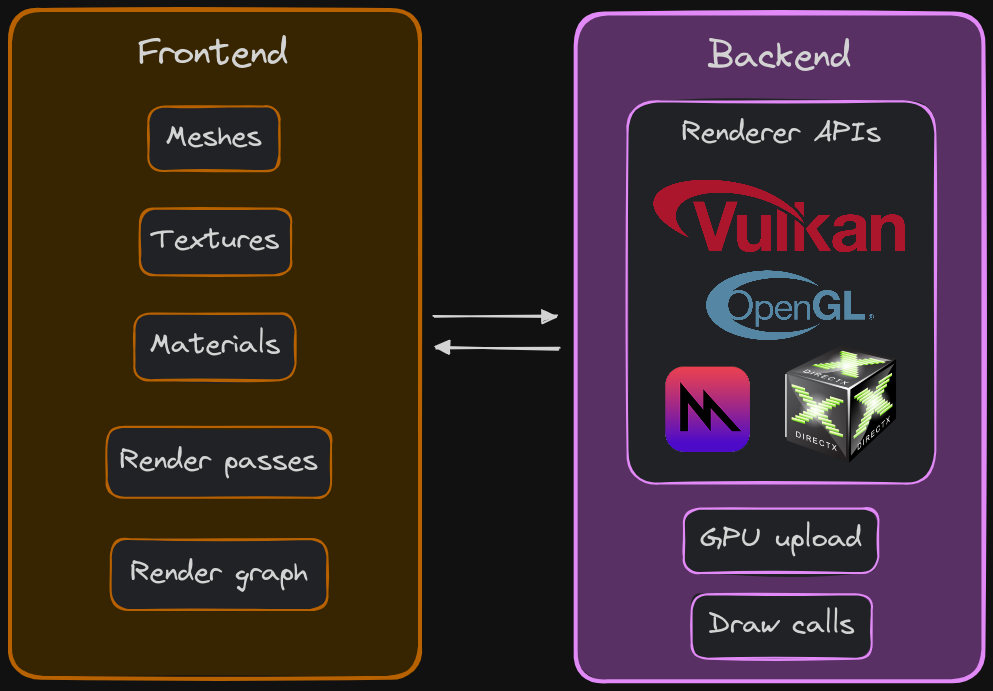 Frontend
Meshes
Textures
Materials
Render passes
Render graph
Backend
Renderer APIs
Vulkan
OpenGL
DIRECTX
DIRECTX
DIRECTX
GPU upload
Draw calls